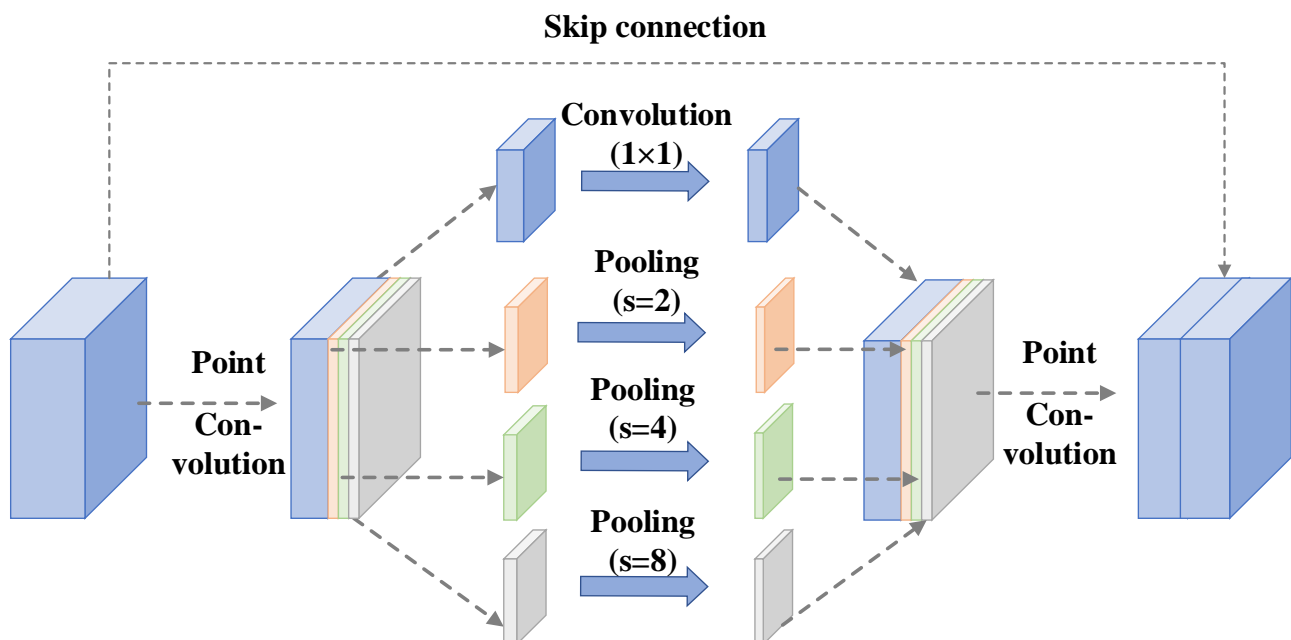 Skip connection
Convolution
(1×1)
Pooling
(s=2)
Point
Con-
volution
Pooling
(s=4)
Pooling
(s=8)
Point
Con-
volution